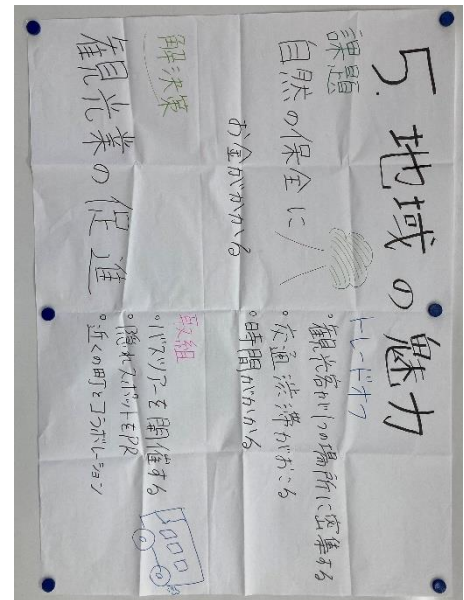 5. 地域の魅力
課題
自然の保全に
お金がかかる
解決策
観光業の促進
トレードオフ
・観光客が1つの場所に密集する
・交通渋滞がおこる
・時間がかかる
取組
・バスツアーを開催する
・隠れスポットをPR
・近くの町とコラボレーション